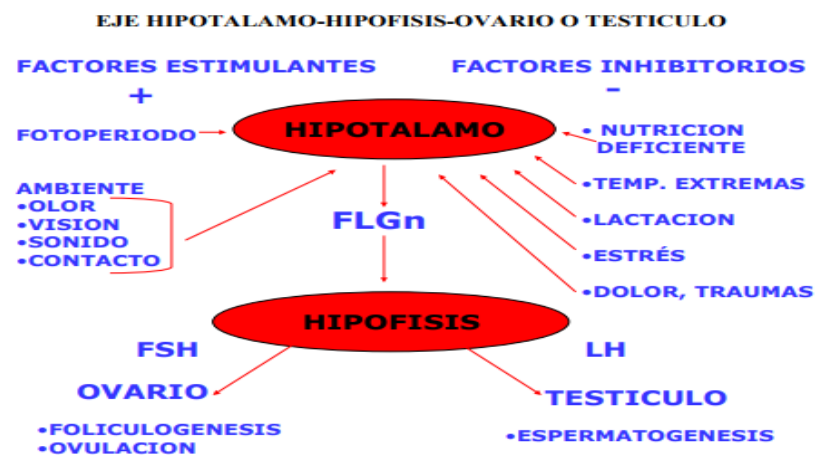 EJE HIPOTALAMO-HIPOFISIS-OVARIO O TESTICULO
FACTORES ESTIMULANTES
+
FACTORES INHIBITORIOS
-
HIPOTALAMO
FOTOPERIODO
• NUTRICION
DEFICIENTE
AMBIENTE
•OLOR
•VISION
•SONIDO
•CONTACTO
•TEMP. EXTREMAS
•LACTACION
•ESTRÉS
•DOLOR, TRAUMAS
FLGn
HIPOFISIS
FSH
LH
OVARIO
•FOLICULOGENESIS
•OVULACION
TESTICULO
•ESPERMATOGENESIS